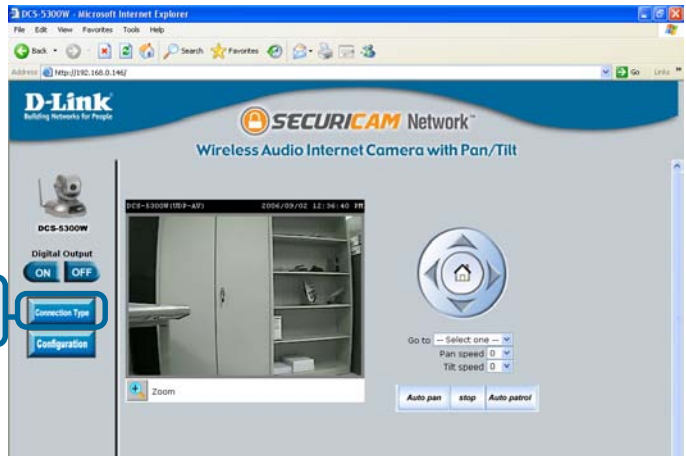 DCS-5300W - Microsoft Internet Explorer
File Edit View Favorites Tools Help
Back Search Favorites
Address http://192.168.0.146/ Go Links
D-Link
Building Networks for People
SECURICAM Network™
Wireless Audio Internet Camera with Pan/Tilt
DCS-5300W
Digital Output
ON OFF
Connection Type
Configuration
DCS-5300W(UDP-AV) 2006/03/02 12:36:40 PM
Zoom
Go to -- Select one --
Pan speed 0
Tilt speed 0
Auto pan stop Auto patrol